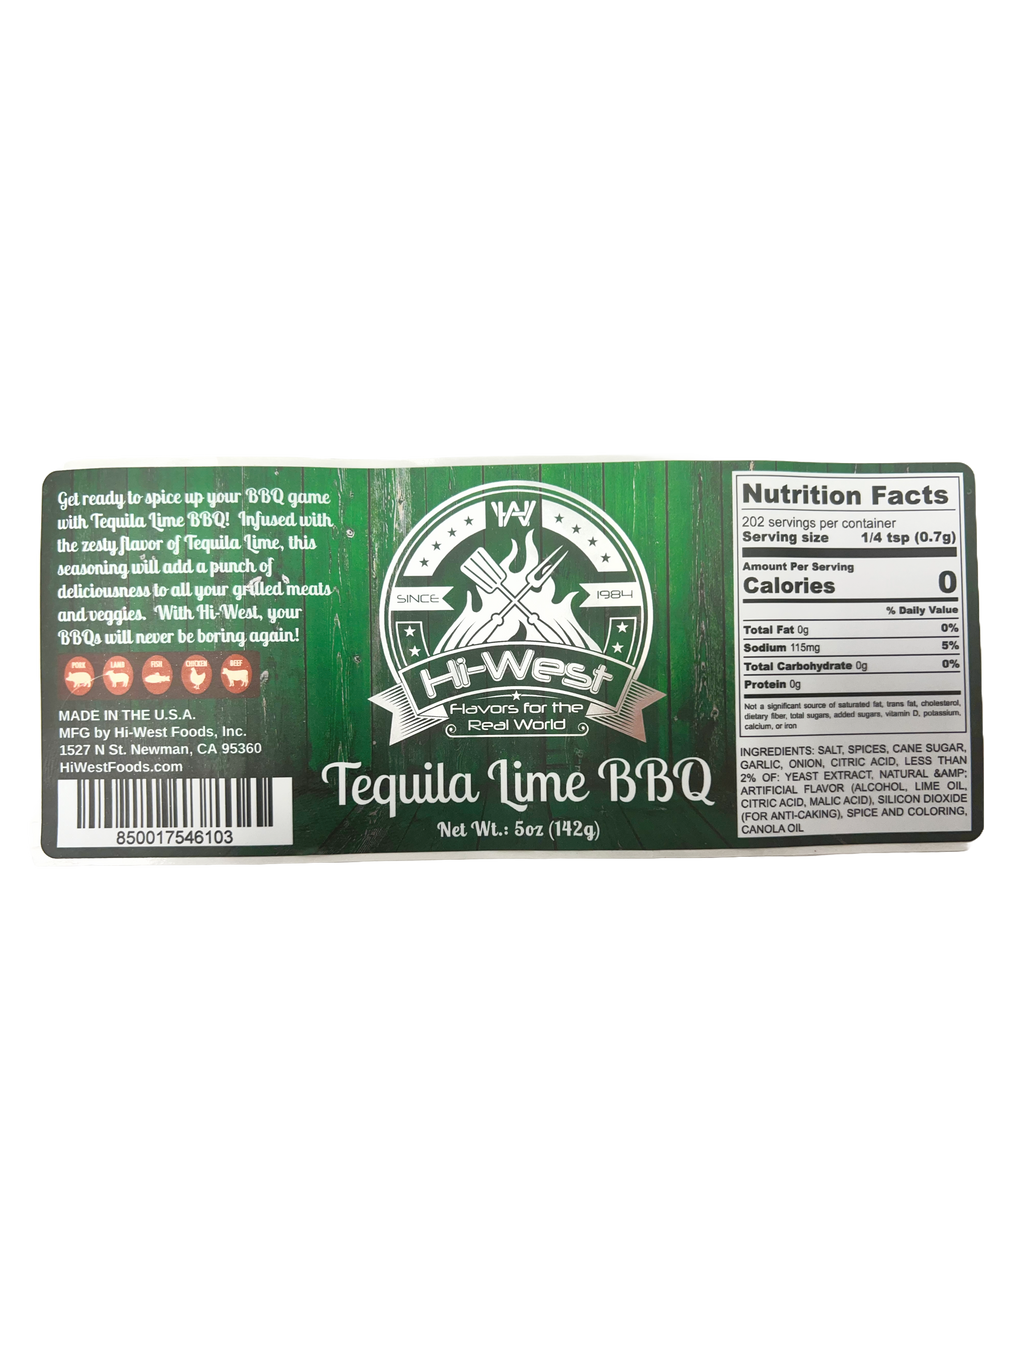 Get ready to spice up your BBQ game
with Tequila Lime BBQ! Infused with
the zesty flavor of Tequila Lime, this
seasoning will add a punch of
deliciousness to all your grilled meats
and veggies. With Hi-West, your
BBQs will never be boring again!
PORK LAMB FISH CHICKEN BEEF
MADE IN THE U.S.A.
MFG by Hi-West Foods, Inc.
1527 N St. Newman, CA 95360
HiWestFoods.com
850017546103
HW
SINCE 1984
Hi-West
Flavors for the
Real World
Tequila Lime BBQ
Net Wt.: 5oz (142g)
Nutrition Facts
202 servings per container
Serving size 1/4 tsp (0.7g)
Amount Per Serving
Calories 0
% Daily Value
Total Fat 0g 0%
Sodium 115mg 5%
Total Carbohydrate 0g 0%
Protein 0g
Not a significant source of saturated fat, trans fat, cholesterol,
dietary fiber, total sugars, added sugars, vitamin D, potassium,
calcium, or iron
INGREDIENTS: SALT, SPICES, CANE SUGAR,
GARLIC, ONION, CITRIC ACID, LESS THAN
2% OF: YEAST EXTRACT, NATURAL &AMP;
ARTIFICIAL FLAVOR (ALCOHOL, LIME OIL,
CITRIC ACID, MALIC ACID), SILICON DIOXIDE
(FOR ANTI-CAKING), SPICE AND COLORING,
CANOLA OIL